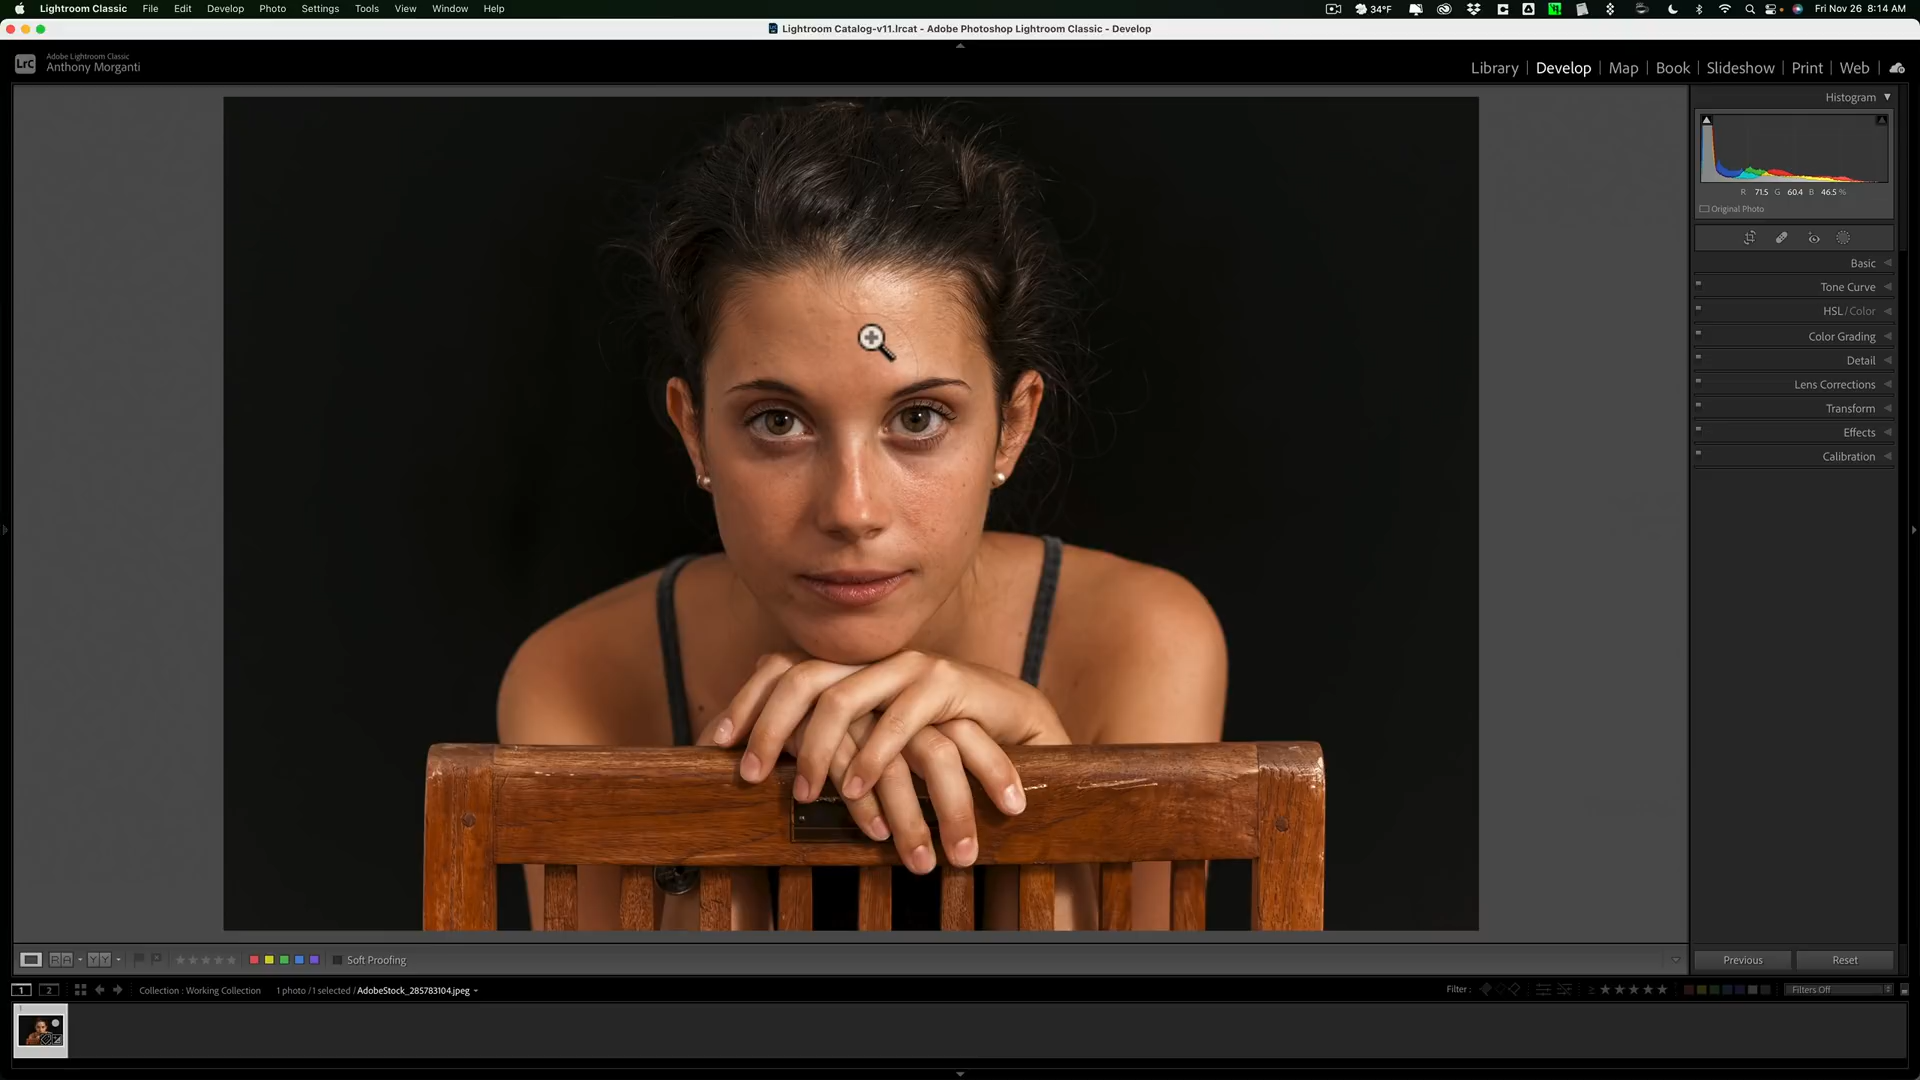 Lightroom Classic File Edit Develop Photo Settings Tools View Window Help 34°F Fri Nov 26 8:14 AM
Lightroom Catalog-v11.lrcat - Adobe Photoshop Lightroom Classic - Develop
LrC
Adobe Lightroom Classic
Anthony Morganti
Library | Develop | Map | Book | Slideshow | Print | Web
Histogram
R 71.5 G 60.4 B 46.5 %
Original Photo
Basic
Tone Curve
HSL / Color
Color Grading
Detail
Lens Corrections
Transform
Effects
Calibration
Soft Proofing
Previous Reset
1 2 Collection : Working Collection 1 photo / 1 selected / AdobeStock_285783104.jpeg
Filter : Filters Off